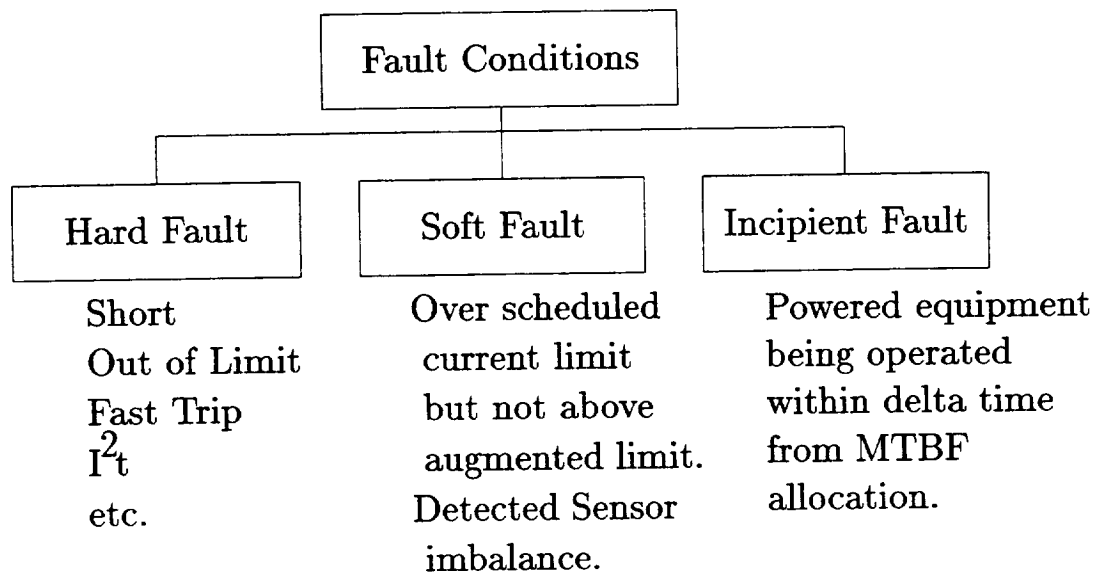 Fault Conditions
Hard Fault
Short
Out of Limit
Fast Trip
I²t
etc.
Soft Fault
Over scheduled
current limit
but not above
augmented limit.
Detected Sensor
imbalance.
Incipient Fault
Powered equipment
being operated
within delta time
from MTBF
allocation.